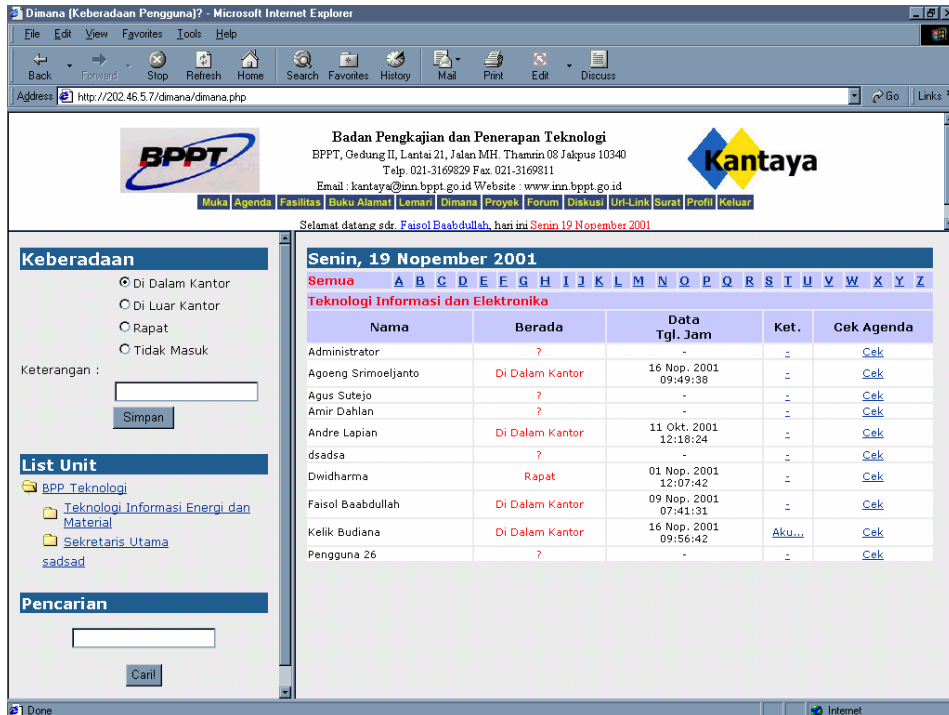 Dimana (Keberadaan Pengguna)? - Microsoft Internet Explorer
File Edit View Favorites Tools Help
Back Forward Stop Refresh Home Search Favorites History Mail Print Edit Discuss
Address http://202.46.5.7/dimana/dimana.php Go Links
BPPT
Badan Pengkajian dan Penerapan Teknologi
BPPT, Gedung II, Lantai 21, Jalan MH. Thamrin 08 Jakpus 10340
Telp. 021-3169829 Fax. 021-3169811
Email : kantaya@inn.bppt.go.id Website : www.inn.bppt.go.id
Kantaya
Muka Agenda Fasilitas Buku Alamat Lemari Dimana Proyek Forum Diskusi Url-Link Surat Profil Keluar
Selamat datang sdr. Faisol Baabdullah, hari ini Senin 19 Nopember 2001
Keberadaan
Di Dalam Kantor
Di Luar Kantor
Rapat
Tidak Masuk
Keterangan :
Simpan
List Unit
BPP Teknologi
Teknologi Informasi Energi dan
Material
Sekretaris Utama
sadsad
Pencarian
Cari!
Senin, 19 Nopember 2001
Semua A B C D E F G H I J K L M N O P Q R S T U V W X Y Z
Teknologi Informasi dan Elektronika
Nama Berada Data Tgl. Jam Ket. Cek Agenda
Administrator ? - - Cek
Agoeng Srimoeljanto Di Dalam Kantor 16 Nop. 2001 09:49:38 - Cek
Agus Sutejo ? - - Cek
Amir Dahlan ? - - Cek
Andre Lapian Di Dalam Kantor 11 Okt. 2001 12:18:24 - Cek
dsadsa ? - - Cek
Dwidharma Rapat 01 Nop. 2001 12:07:42 - Cek
Faisol Baabdullah Di Dalam Kantor 09 Nop. 2001 07:41:31 - Cek
Kelik Budiana Di Dalam Kantor 16 Nop. 2001 09:56:42 Aku... Cek
Pengguna 26 ? - - Cek
Done Internet